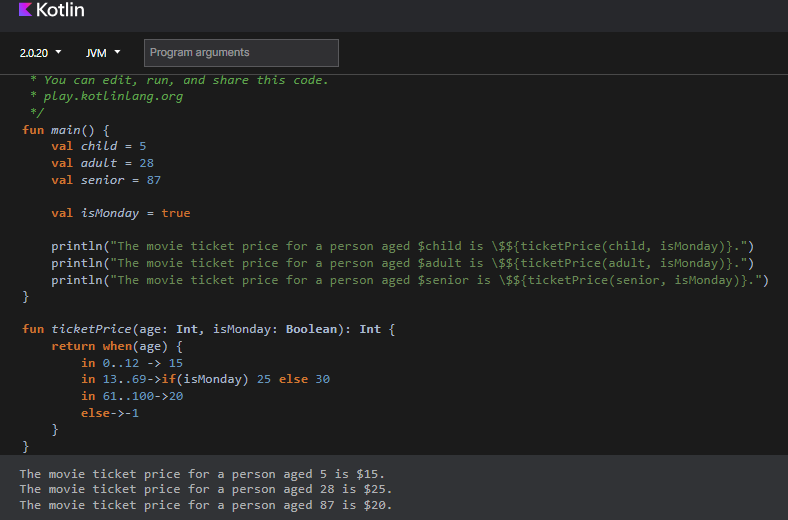 Kotlin
2.0.20 JVM Program arguments
* You can edit, run, and share this code.
* play.kotlinlang.org
*/
fun main() {
    val child = 5
    val adult = 28
    val senior = 87

    val isMonday = true

    println("The movie ticket price for a person aged $child is \$${ticketPrice(child, isMonday)}.")
    println("The movie ticket price for a person aged $adult is \$${ticketPrice(adult, isMonday)}.")
    println("The movie ticket price for a person aged $senior is \$${ticketPrice(senior, isMonday)}.")
}

fun ticketPrice(age: Int, isMonday: Boolean): Int {
    return when(age) {
        in 0..12 -> 15
        in 13..69->if(isMonday) 25 else 30
        in 61..100->20
        else->-1
    }
}
The movie ticket price for a person aged 5 is $15.
The movie ticket price for a person aged 28 is $25.
The movie ticket price for a person aged 87 is $20.